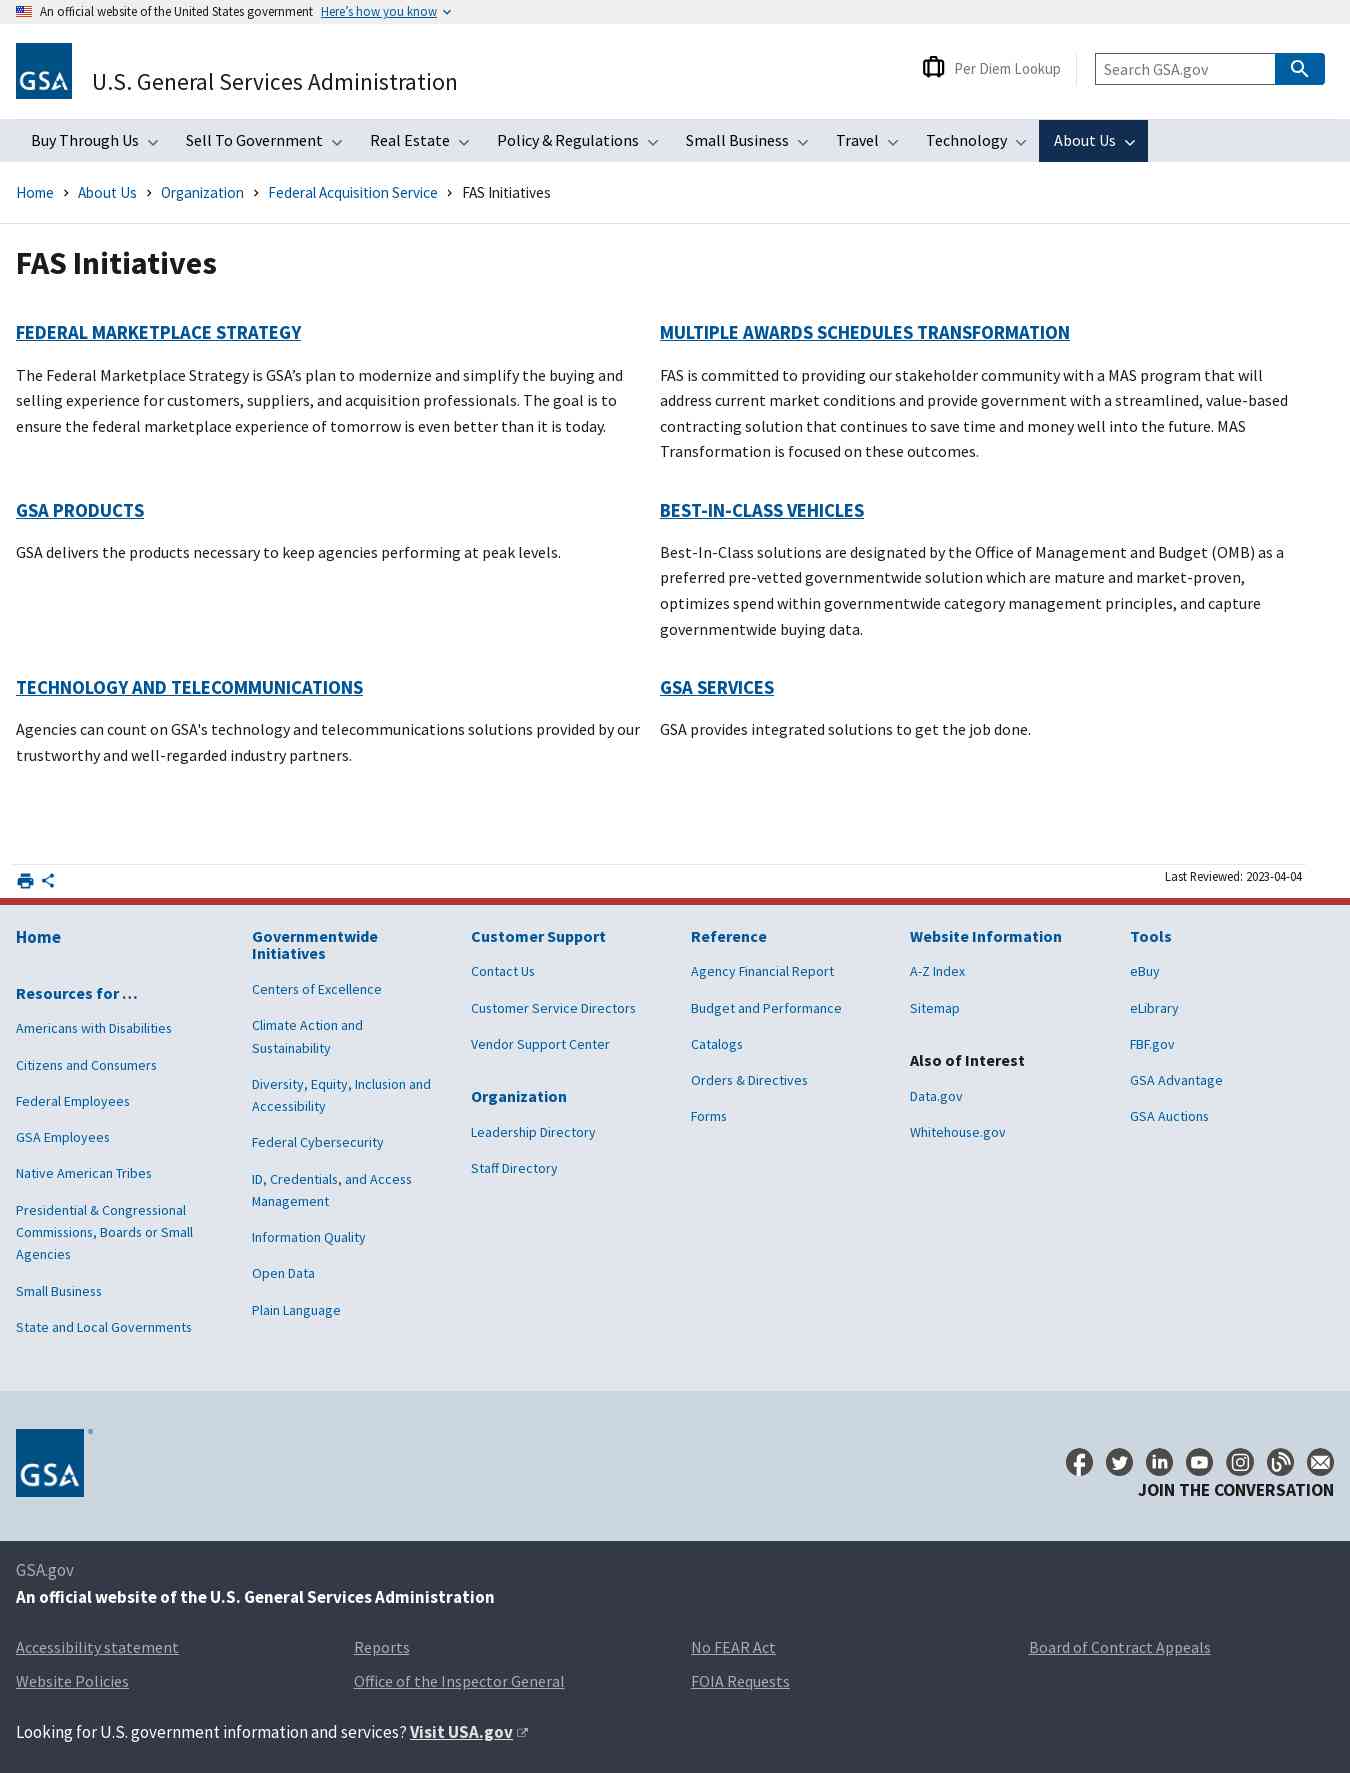 An official website of the United States government Here’s how you know
GSA
U.S. General Services Administration
Per Diem Lookup
Search GSA.gov
Buy Through Us Sell To Government Real Estate Policy & Regulations Small Business Travel Technology About Us
Home About Us Organization Federal Acquisition Service FAS Initiatives
FAS Initiatives
FEDERAL MARKETPLACE STRATEGY
The Federal Marketplace Strategy is GSA’s plan to modernize and simplify the buying and
selling experience for customers, suppliers, and acquisition professionals. The goal is to
ensure the federal marketplace experience of tomorrow is even better than it is today.
MULTIPLE AWARDS SCHEDULES TRANSFORMATION
FAS is committed to providing our stakeholder community with a MAS program that will
address current market conditions and provide government with a streamlined, value-based
contracting solution that continues to save time and money well into the future. MAS
Transformation is focused on these outcomes.
GSA PRODUCTS
GSA delivers the products necessary to keep agencies performing at peak levels.
BEST-IN-CLASS VEHICLES
Best-In-Class solutions are designated by the Office of Management and Budget (OMB) as a
preferred pre-vetted governmentwide solution which are mature and market-proven,
optimizes spend within governmentwide category management principles, and capture
governmentwide buying data.
TECHNOLOGY AND TELECOMMUNICATIONS
Agencies can count on GSA's technology and telecommunications solutions provided by our
trustworthy and well-regarded industry partners.
GSA SERVICES
GSA provides integrated solutions to get the job done.
Last Reviewed: 2023-04-04
Home
Resources for …
Americans with Disabilities
Citizens and Consumers
Federal Employees
GSA Employees
Native American Tribes
Presidential & Congressional
Commissions, Boards or Small
Agencies
Small Business
State and Local Governments
Governmentwide
Initiatives
Centers of Excellence
Climate Action and
Sustainability
Diversity, Equity, Inclusion and
Accessibility
Federal Cybersecurity
ID, Credentials, and Access
Management
Information Quality
Open Data
Plain Language
Customer Support
Contact Us
Customer Service Directors
Vendor Support Center
Organization
Leadership Directory
Staff Directory
Reference
Agency Financial Report
Budget and Performance
Catalogs
Orders & Directives
Forms
Website Information
A-Z Index
Sitemap
Also of Interest
Data.gov
Whitehouse.gov
Tools
eBuy
eLibrary
FBF.gov
GSA Advantage
GSA Auctions
GSA
JOIN THE CONVERSATION
GSA.gov
An official website of the U.S. General Services Administration
Accessibility statement Reports No FEAR Act Board of Contract Appeals
Website Policies Office of the Inspector General FOIA Requests
Looking for U.S. government information and services? Visit USA.gov